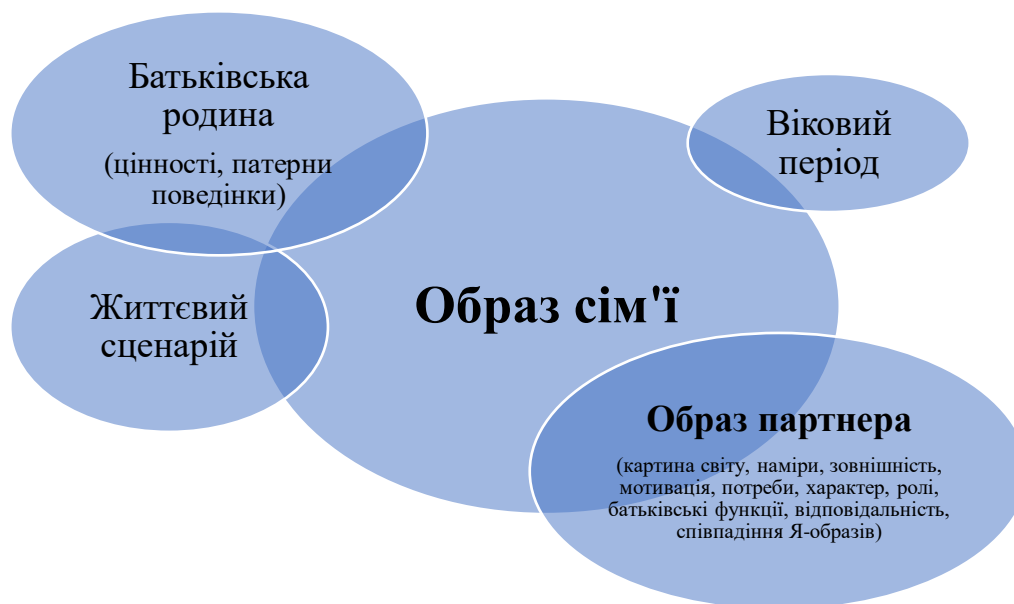 Батьківська
родина
(цінності, патерни
поведінки)
Віковий
період
Життєвий
сценарій
Образ сім'ї
Образ партнера
(картина світу, наміри, зовнішність,
мотивація, потреби, характер, ролі,
батьківські функції, відповідальність,
співпадіння Я-образів)